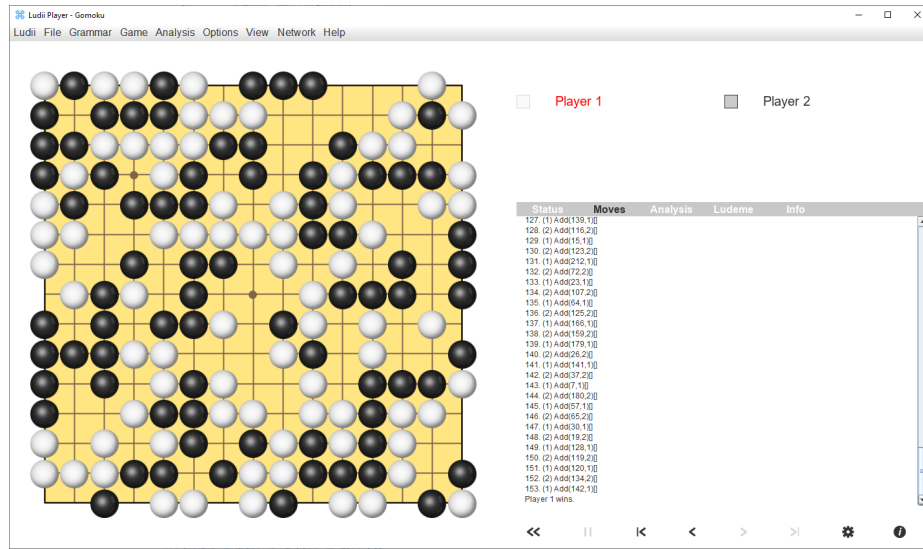 Ludii Player - Gomoku
Ludii File Grammar Game Analysis Options View Network Help
Player 1 Player 2
Status Moves Analysis Ludeme Info
127. (1) Add(139,1)[]
128. (2) Add(116,2)[]
129. (1) Add(15,1)[]
130. (2) Add(123,2)[]
131. (1) Add(212,1)[]
132. (2) Add(72,2)[]
133. (1) Add(23,1)[]
134. (2) Add(107,2)[]
135. (1) Add(64,1)[]
136. (2) Add(125,2)[]
137. (1) Add(166,1)[]
138. (2) Add(159,2)[]
139. (1) Add(179,1)[]
140. (2) Add(26,2)[]
141. (1) Add(141,1)[]
142. (2) Add(37,2)[]
143. (1) Add(7,1)[]
144. (2) Add(180,2)[]
145. (1) Add(57,1)[]
146. (2) Add(65,2)[]
147. (1) Add(30,1)[]
148. (2) Add(19,2)[]
149. (1) Add(128,1)[]
150. (2) Add(119,2)[]
151. (1) Add(120,1)[]
152. (2) Add(134,2)[]
153. (1) Add(142,1)[]
Player 1 wins.